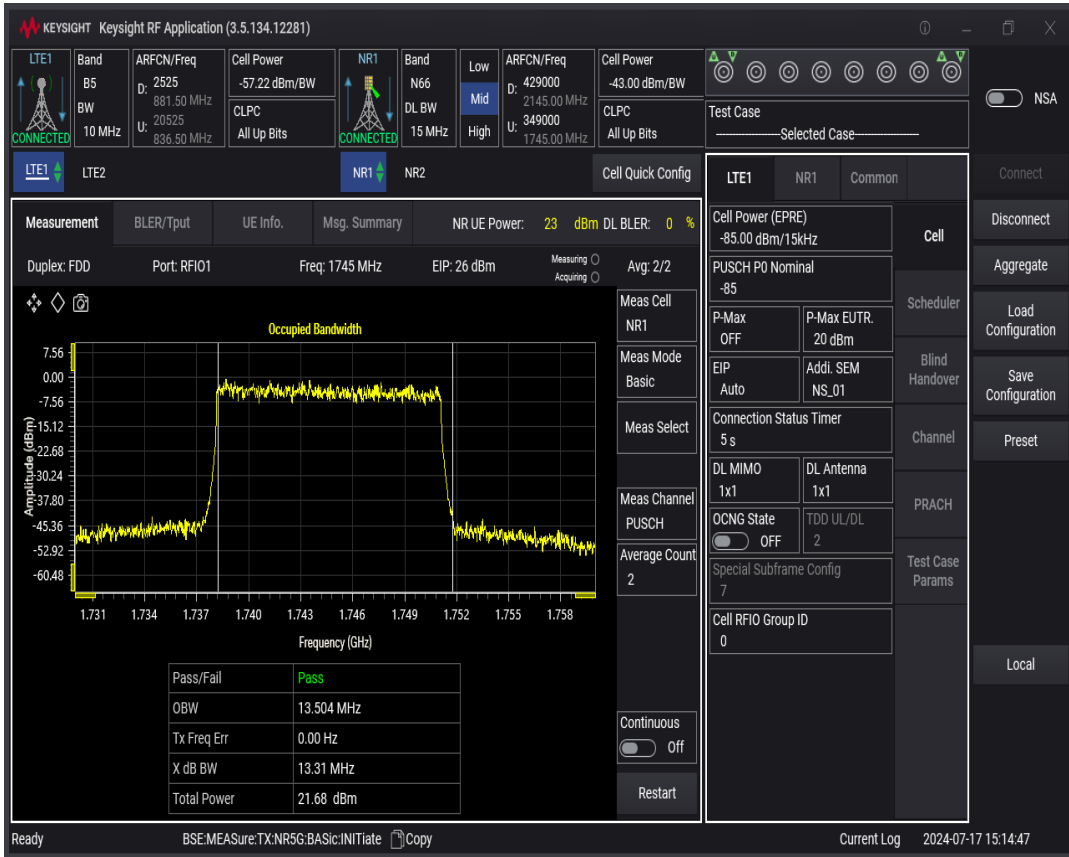 KEYSIGHT Keysight RF Application (3.5.134.12281)
LTE1
CONNECTED
Band
B5
BW
10 MHz
ARFCN/Freq
D: 2525
881.50 MHz
U: 20525
836.50 MHz
Cell Power
-57.22 dBm/BW
CLPC
All Up Bits
NR1
CONNECTED
Band
N66
DL BW
15 MHz
Low
Mid
High
ARFCN/Freq
D: 429000
2145.00 MHz
U: 349000
1745.00 MHz
Cell Power
-43.00 dBm/BW
CLPC
All Up Bits
A B A B
Test Case
-----------------Selected Case-----------------
NSA
LTE1 LTE2 NR1 NR2 Cell Quick Config
Measurement BLER/Tput UE Info. Msg. Summary NR UE Power: 23 dBm DL BLER: 0 %
Duplex: FDD Port: RFIO1 Freq: 1745 MHz EIP: 26 dBm Measuring Avg: 2/2
Acquiring
Occupied Bandwidth
Amplitude (dBm)
7.56
0.00
-7.56
-15.12
-22.68
-30.24
-37.80
-45.36
-52.92
-60.48
1.731 1.734 1.737 1.740 1.743 1.746 1.749 1.752 1.755 1.758
Frequency (GHz)
Pass/Fail Pass
OBW 13.504 MHz
Tx Freq Err 0.00 Hz
X dB BW 13.31 MHz
Total Power 21.68 dBm
Meas Cell
NR1
Meas Mode
Basic
Meas Select
Meas Channel
PUSCH
Average Count
2
Continuous
Off
Restart
LTE1 NR1 Common
Cell Power (EPRE)
-85.00 dBm/15kHz
PUSCH P0 Nominal
-85
P-Max
OFF
P-Max EUTR.
20 dBm
EIP
Auto
Addi. SEM
NS_01
Connection Status Timer
5 s
DL MIMO
1x1
DL Antenna
1x1
OCNG State
OFF
TDD UL/DL
2
Special Subframe Config
7
Cell RFIO Group ID
0
Cell
Scheduler
Blind
Handover
Channel
PRACH
Test Case
Params
Connect
Disconnect
Aggregate
Load
Configuration
Save
Configuration
Preset
Local
Ready BSE:MEASure:TX:NR5G:BASic:INITiate Copy Current Log 2024-07-17 15:14:47